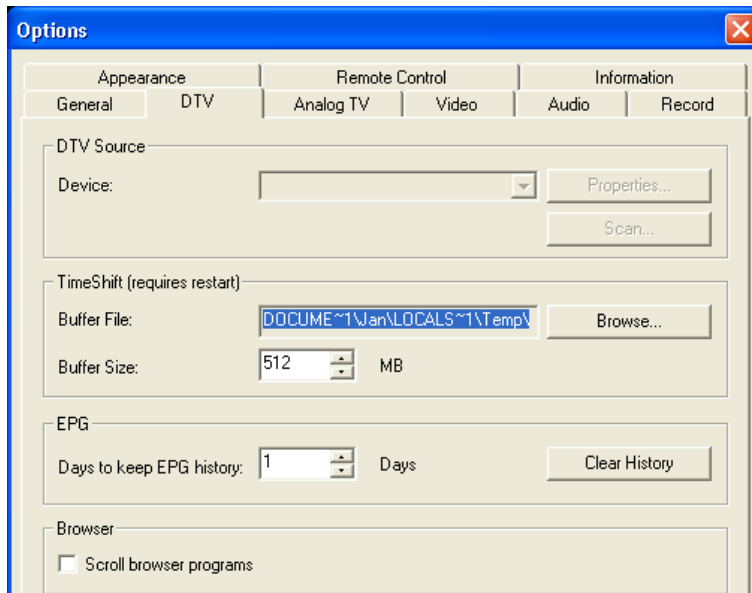 Options
Appearance Remote Control Information
General DTV Analog TV Video Audio Record
DTV Source
Device: Properties...
Scan...
TimeShift (requires restart)
Buffer File: DOCUME~1\Jan\LOCALS~1\Temp\ Browse...
Buffer Size: 512 MB
EPG
Days to keep EPG history: 1 Days Clear History
Browser
Scroll browser programs